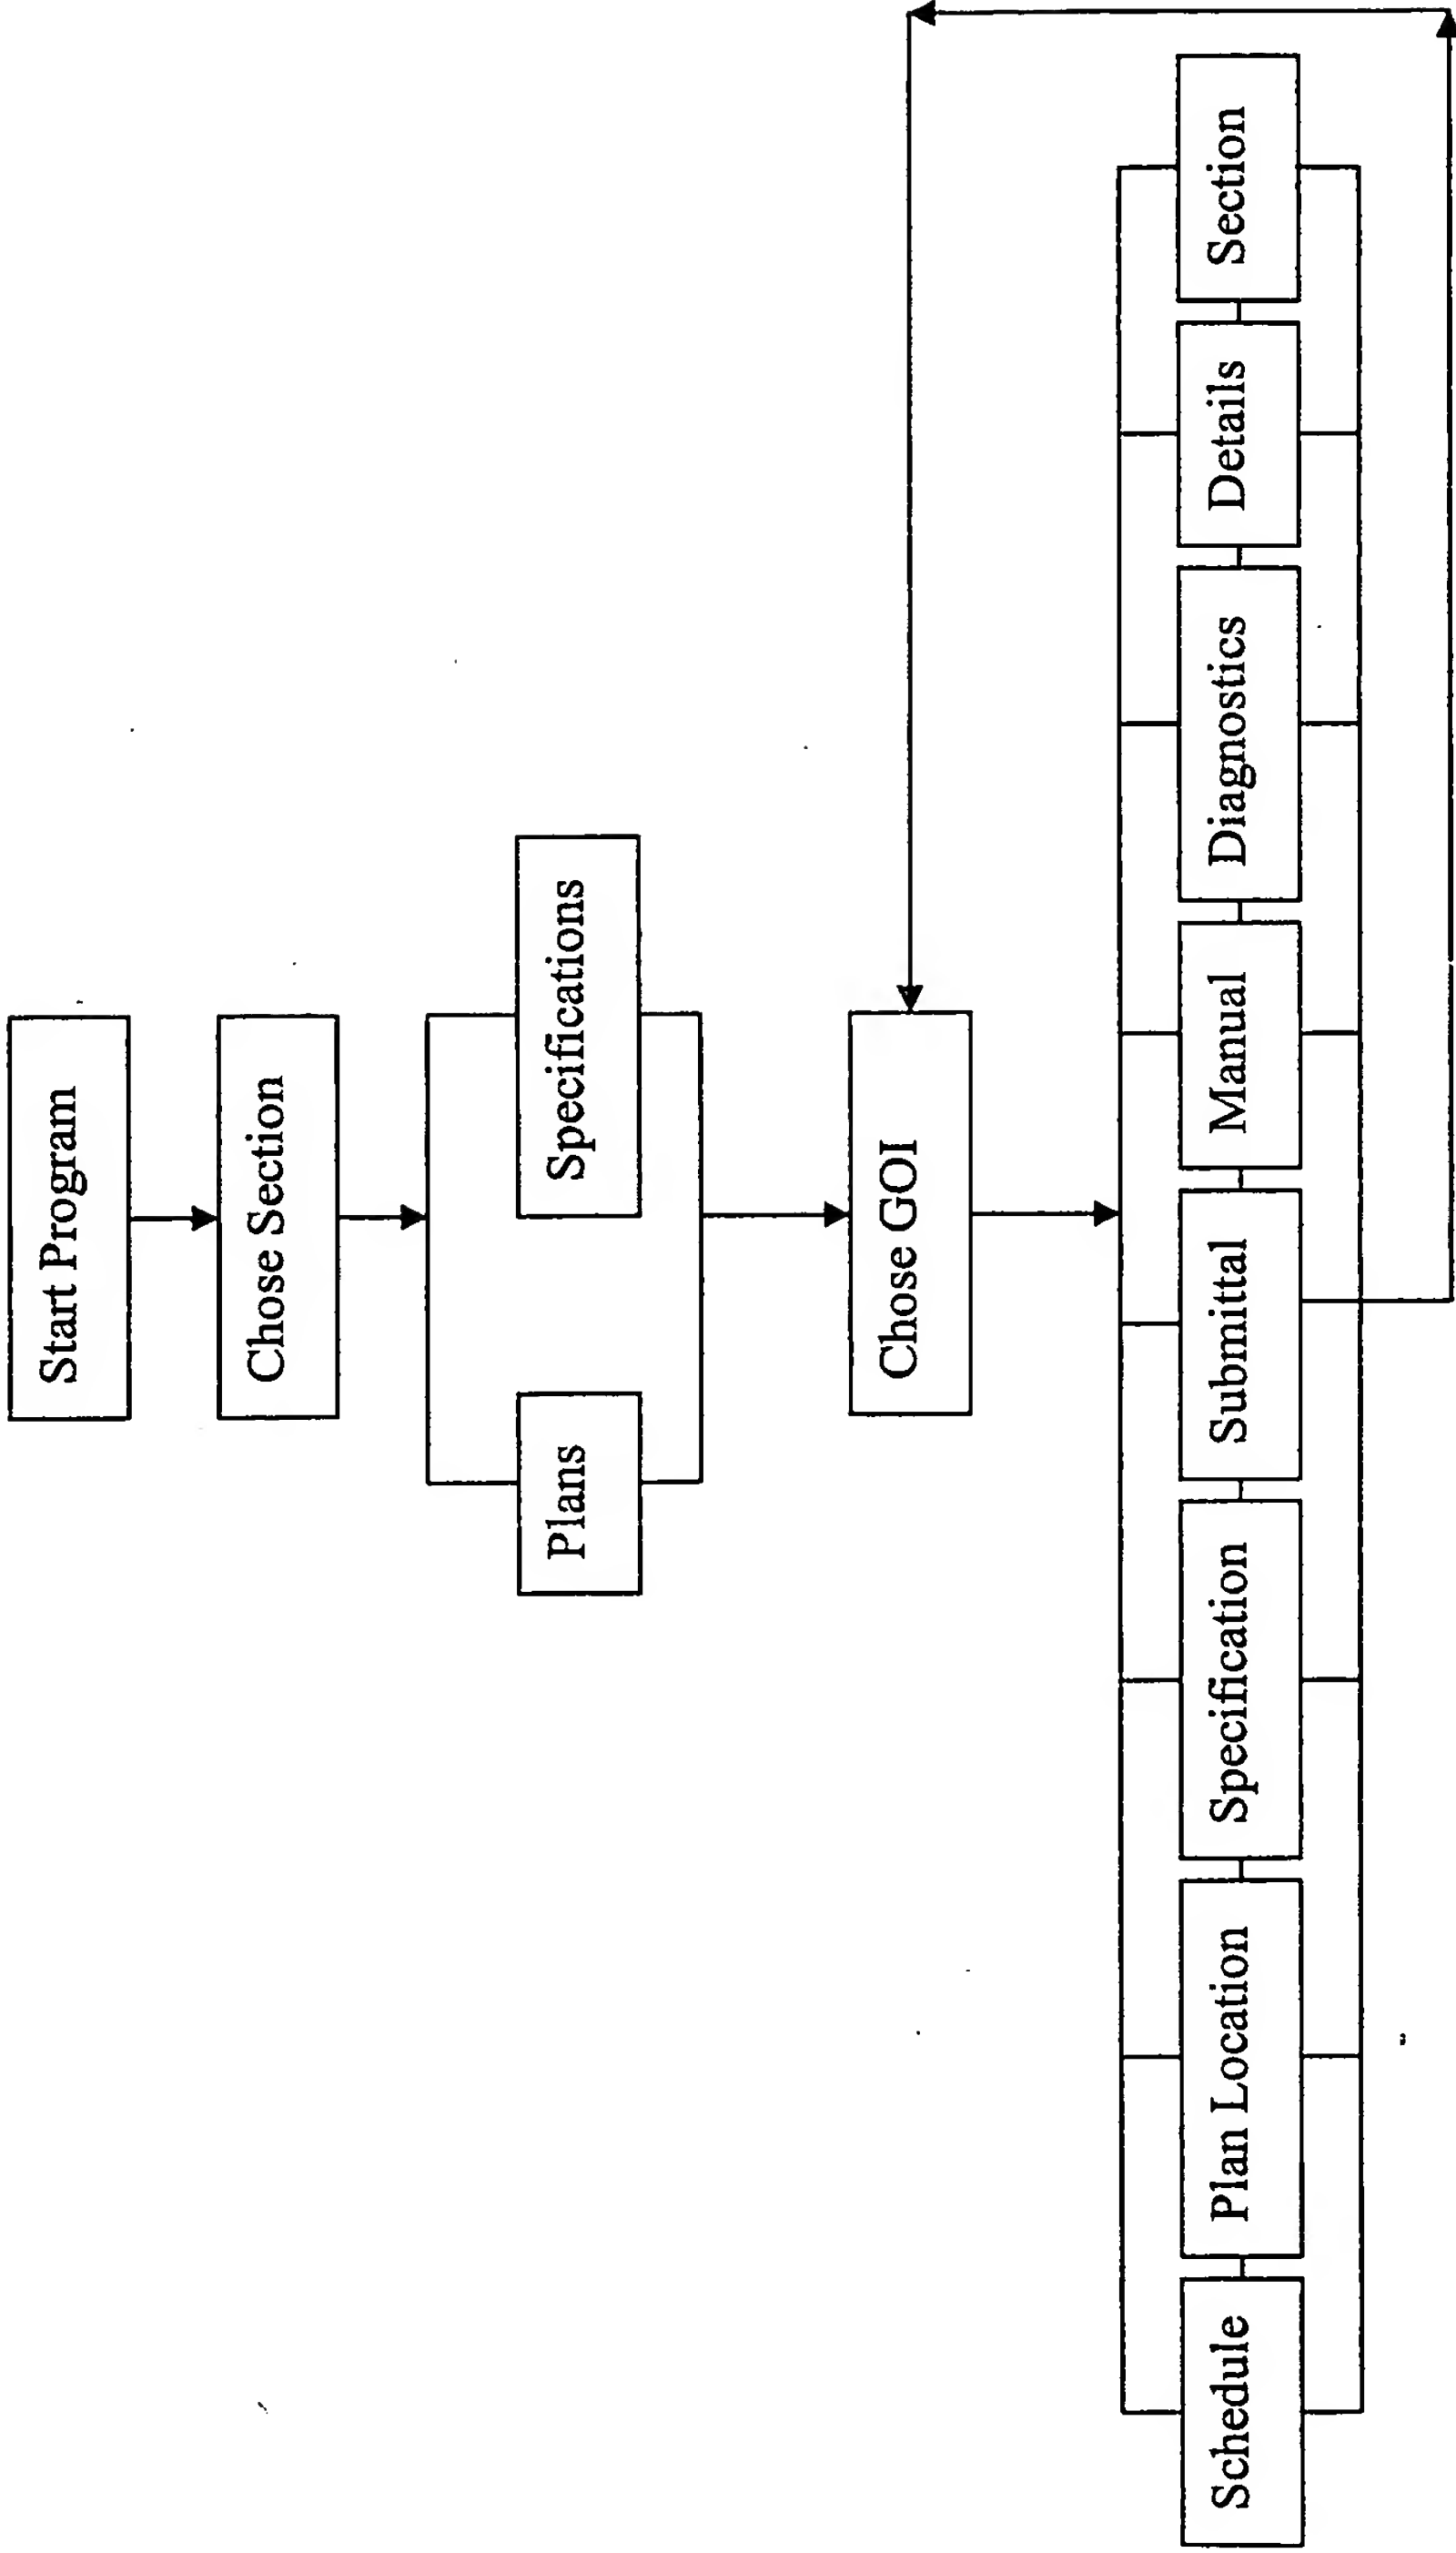 Start Program
Chose Section
Plans
Specifications
Chose GOI
Schedule
Plan Location
Specification
Submittal
Manual
Diagnostics
Details
Section